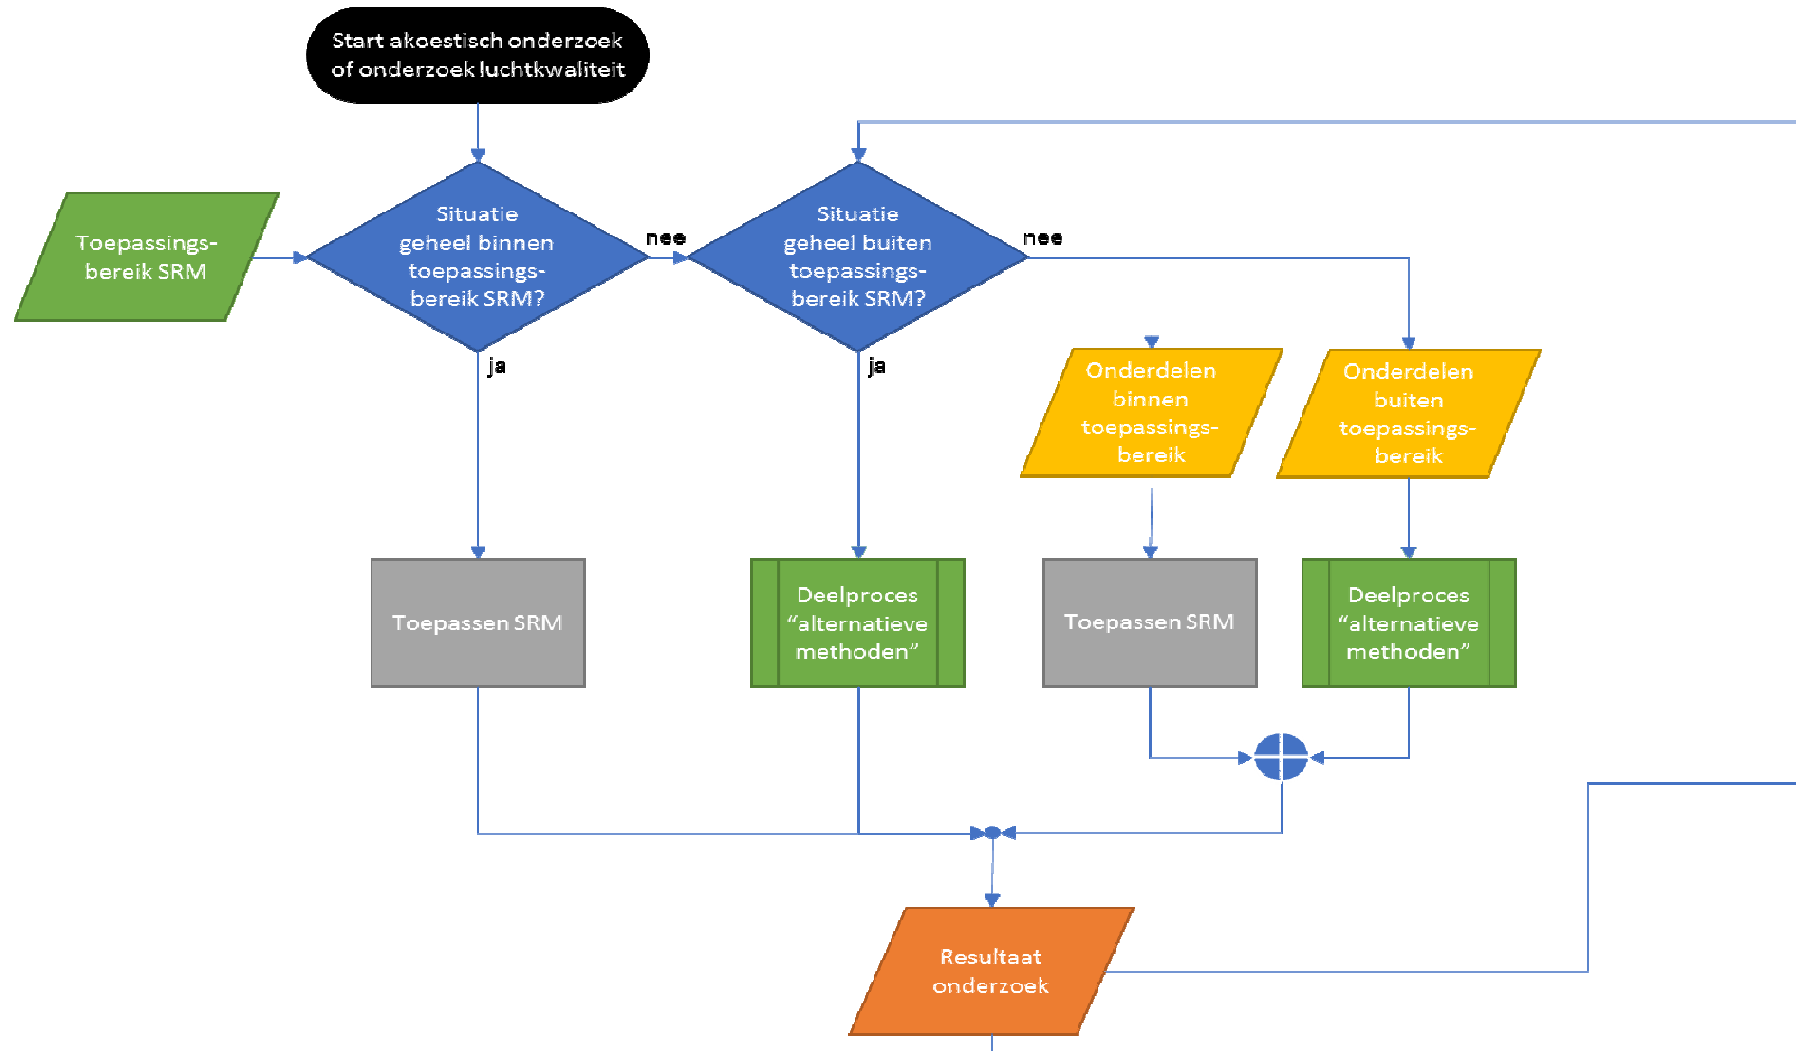 Start akoestisch onderzoek
of onderzoek luchtkwaliteit
Toepassings-
bereik SRM
Situatie
geheel binnen
toepassings-
bereik SRM?
nee
ja
Situatie
geheel buiten
toepassings-
bereik SRM?
nee
ja
Onderdelen
binnen
toepassings-
bereik
Onderdelen
buiten
toepassings-
bereik
Toepassen SRM
Deelproces
“alternatieve
methoden”
Toepassen SRM
Deelproces
“alternatieve
methoden”
Resultaat
onderzoek